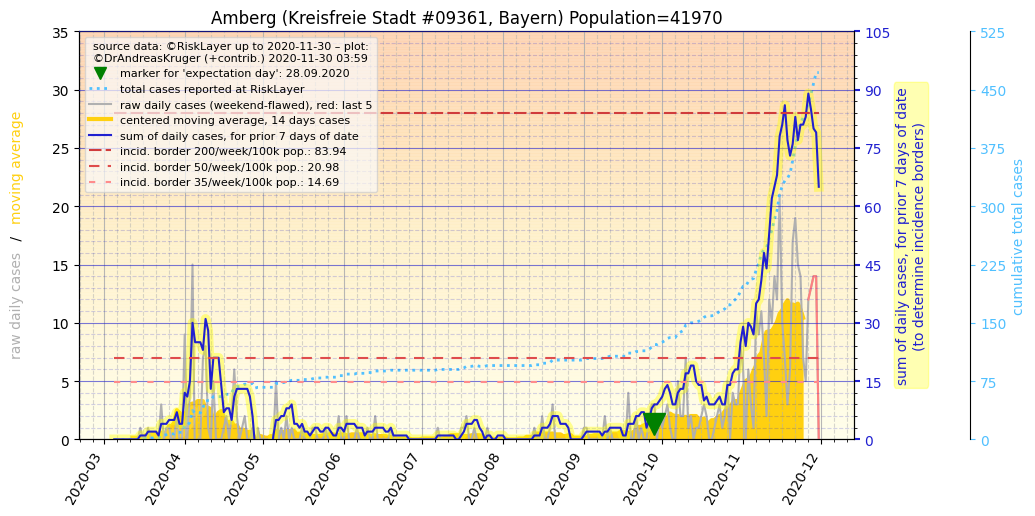 Amberg (Kreisfreie Stadt #09361, Bayern) Population=41970
source data: ©RiskLayer up to 2020-11-30 – plot:
©DrAndreasKruger (+contrib.) 2020-11-30 03:59
marker for 'expectation day': 28.09.2020
total cases reported at RiskLayer
raw daily cases (weekend-flawed), red: last 5
centered moving average, 14 days cases
sum of daily cases, for prior 7 days of date
incid. border 200/week/100k pop.: 83.94
incid. border 50/week/100k pop.: 20.98
incid. border 35/week/100k pop.: 14.69
raw daily cases / moving average
35
30
25
20
15
10
5
0
2020-03
2020-04
2020-05
2020-06
2020-07
2020-08
2020-09
2020-10
2020-11
2020-12
105
90
75
60
45
30
15
0
sum of daily cases, for prior 7 days of date
(to determine incidence borders)
525
450
375
300
225
150
75
0
cumulative total cases